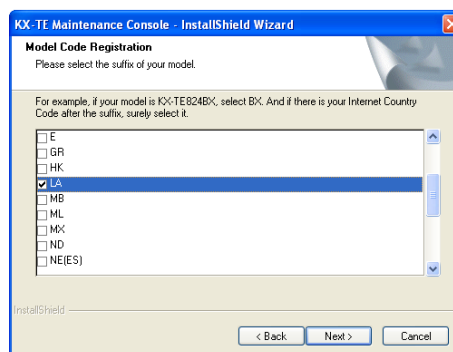 KX-TE Maintenance Console - InstallShield Wizard
Model Code Registration
Please select the suffix of your model.
For example, if your model is KX-TE824BX, select BX. And if there is your Internet Country
Code after the suffix, surely select it.
E
GR
HK
LA
MB
ML
MX
ND
NE(ES)
InstallShield
< Back Next > Cancel